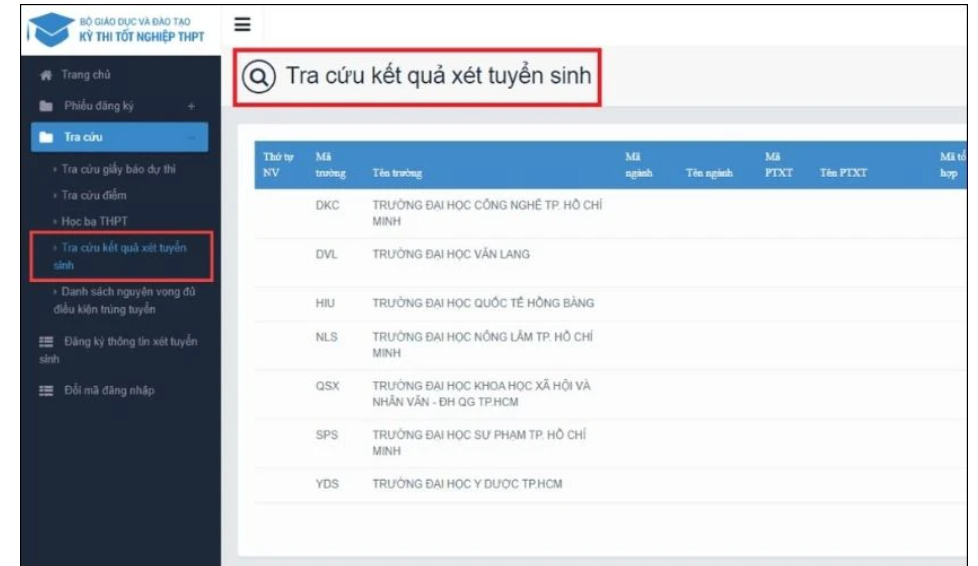 BỘ GIÁO DỤC VÀ ĐÀO TẠO
KỲ THI TỐT NGHIỆP THPT
Trang chủ
Phiếu đăng ký +
Tra cứu −
Tra cứu giấy báo dự thi
Tra cứu điểm
Học bạ THPT
Tra cứu kết quả xét tuyển
sinh
Danh sách nguyện vọng đủ
điều kiện trúng tuyển
Đăng ký thông tin xét tuyển
sinh
Đổi mã đăng nhập
Tra cứu kết quả xét tuyển sinh
Thứ tự Mã Mã Mã Mã tổ
NV trường Tên trường ngành Tên ngành PTXT Tên PTXT hợp
DKC TRƯỜNG ĐẠI HỌC CÔNG NGHỆ TP. HỒ CHÍ
MINH
DVL TRƯỜNG ĐẠI HỌC VĂN LANG
HIU TRƯỜNG ĐẠI HỌC QUỐC TẾ HỒNG BÀNG
NLS TRƯỜNG ĐẠI HỌC NÔNG LÂM TP. HỒ CHÍ
MINH
QSX TRƯỜNG ĐẠI HỌC KHOA HỌC XÃ HỘI VÀ
NHÂN VĂN - ĐH QG TP.HCM
SPS TRƯỜNG ĐẠI HỌC SƯ PHẠM TP. HỒ CHÍ
MINH
YDS TRƯỜNG ĐẠI HỌC Y DƯỢC TP.HCM